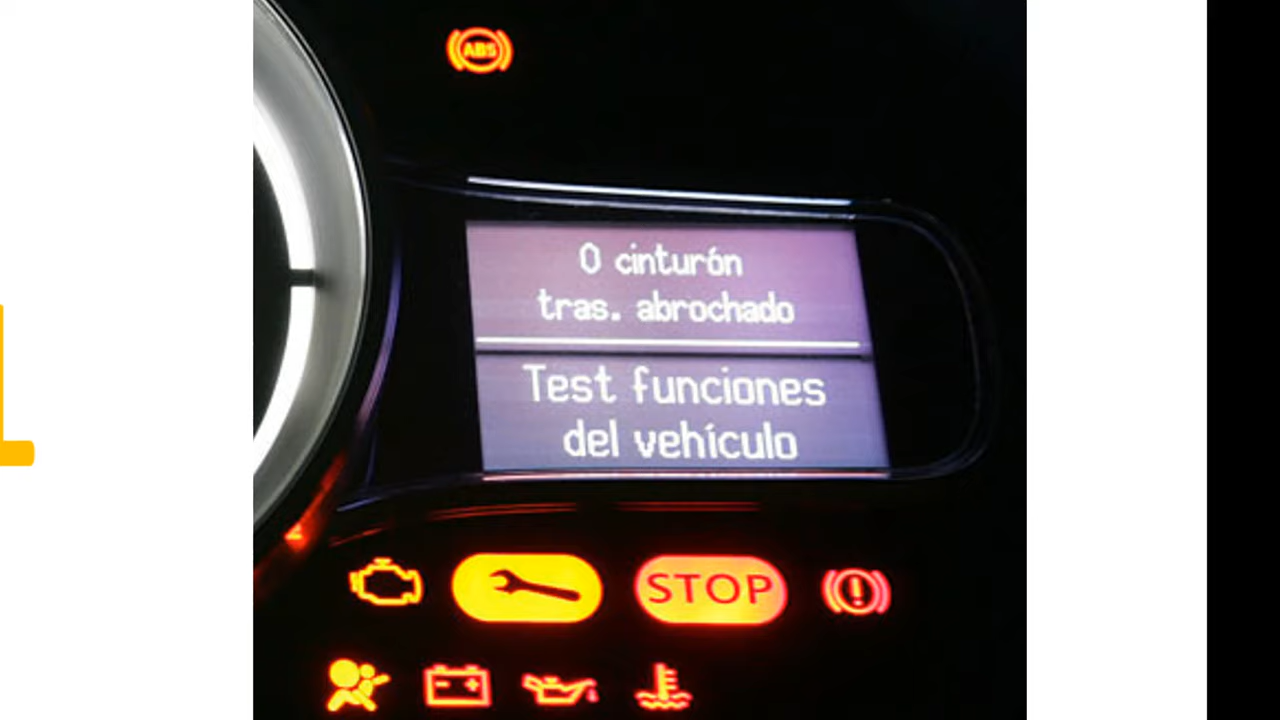 ABS
0 cinturón
tras. abrochado
Test funciones
del vehículo
STOP